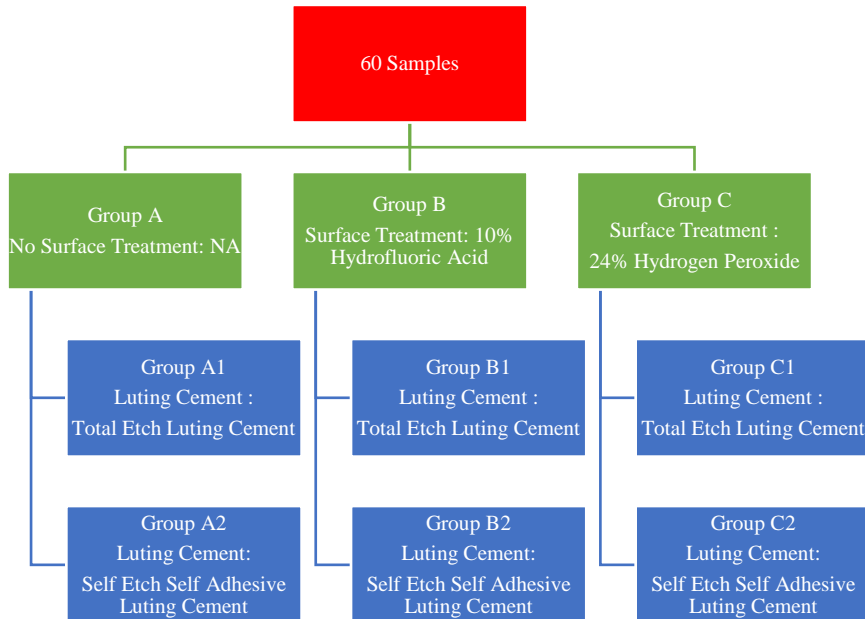 60 Samples
Group A
No Surface Treatment: NA
Group B
Surface Treatment: 10%
Hydrofluoric Acid
Group C
Surface Treatment :
24% Hydrogen Peroxide
Group A1
Luting Cement :
Total Etch Luting Cement
Group B1
Luting Cement :
Total Etch Luting Cement
Group C1
Luting Cement :
Total Etch Luting Cement
Group A2
Luting Cement:
Self Etch Self Adhesive
Luting Cement
Group B2
Luting Cement:
Self Etch Self Adhesive
Luting Cement
Group C2
Luting Cement:
Self Etch Self Adhesive
Luting Cement